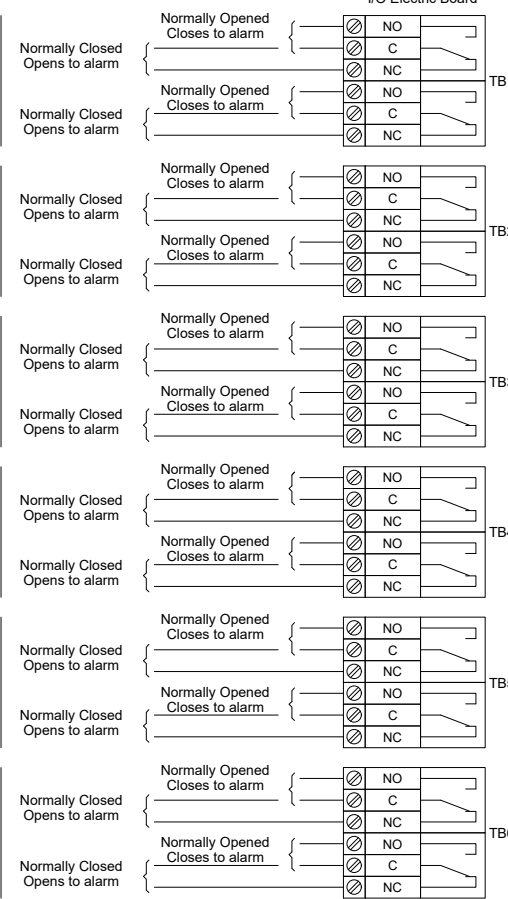 I/O Electric Board
Normally Opened
Closes to alarm
NO
Normally Closed
Opens to alarm
C
NC
TB
Normally Opened
Closes to alarm
NO
Normally Closed
Opens to alarm
C
NC
Normally Opened
Closes to alarm
NO
Normally Closed
Opens to alarm
C
NC
TB2
Normally Opened
Closes to alarm
NO
Normally Closed
Opens to alarm
C
NC
Normally Opened
Closes to alarm
NO
Normally Closed
Opens to alarm
C
NC
TB3
Normally Opened
Closes to alarm
NO
Normally Closed
Opens to alarm
C
NC
Normally Opened
Closes to alarm
NO
Normally Closed
Opens to alarm
C
NC
TB4
Normally Opened
Closes to alarm
NO
Normally Closed
Opens to alarm
C
NC
Normally Opened
Closes to alarm
NO
Normally Closed
Opens to alarm
C
NC
TB5
Normally Opened
Closes to alarm
NO
Normally Closed
Opens to alarm
C
NC
Normally Opened
Closes to alarm
NO
Normally Closed
Opens to alarm
C
NC
TB6
Normally Opened
Closes to alarm
NO
Normally Closed
Opens to alarm
C
NC